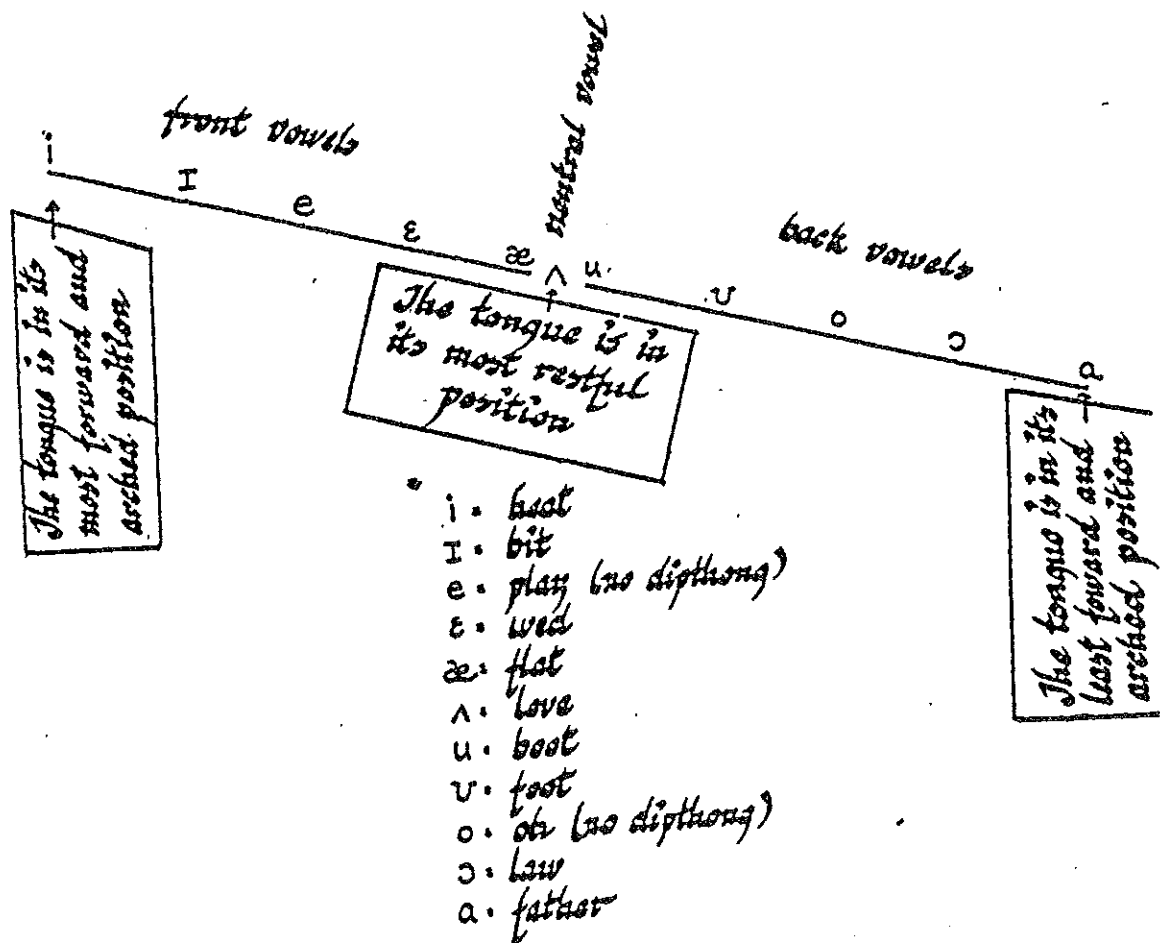 front vowels
neutral vowel
back vowels
i
I
e
ɛ
æ
ʌ
u
ʊ
o
ɔ
a
The tongue is in its
most forward and
arched position
The tongue is in
its most restful
position
The tongue is in its
least foward and
arched position
i = heat
I = bit
e = play (no dipthong)
ɛ = wed
æ = flat
ʌ = love
u = boot
ʊ = foot
o = oh (no dipthong)
ɔ = law
a = father